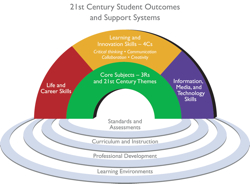 21st Century Student Outcomes
and Support Systems
Learning and
Innovation Skills – 4Cs
Critical thinking • Communication
Collaboration • Creativity
Core Subjects – 3Rs
and 21st Century Themes
Life and
Career Skills
Information,
Media, and
Technology
Skills
Standards and
Assessments
Curriculum and Instruction
Professional Development
Learning Environments